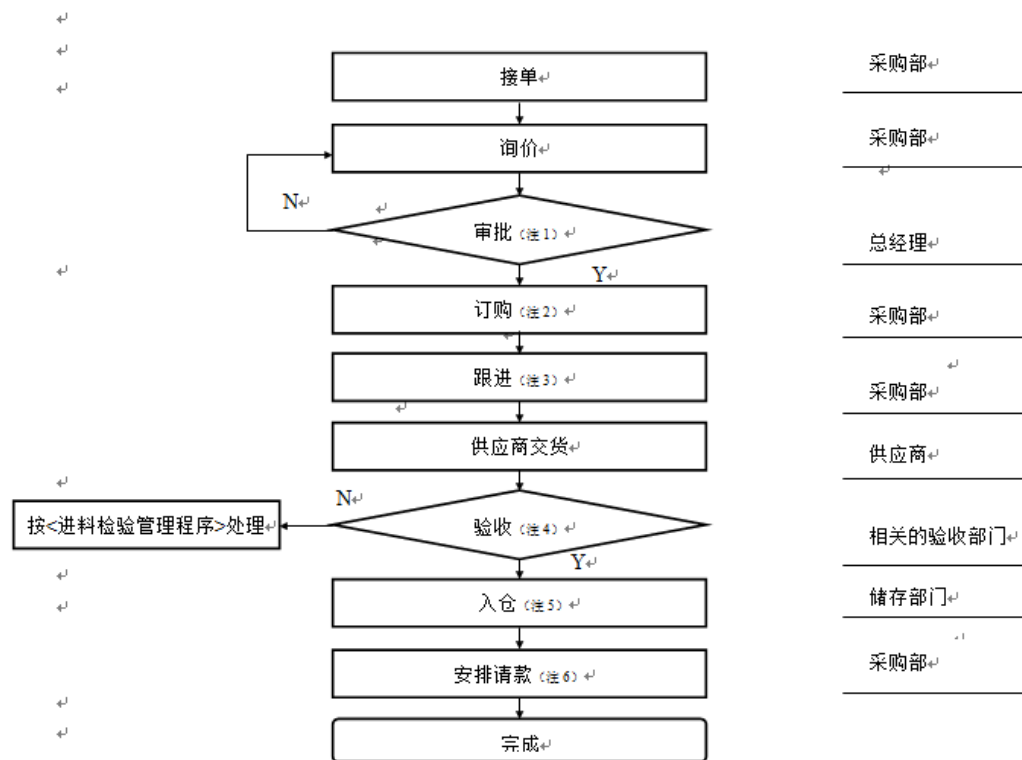 接单
采购部
询价
采购部
N
审批（注1）
总经理
Y
订购（注2）
采购部
跟进（注3）
采购部
供应商交货
供应商
N
按<进料检验管理程序>处理
验收（注4）
相关的验收部门
Y
入仓（注5）
储存部门
安排请款（注6）
采购部
完成